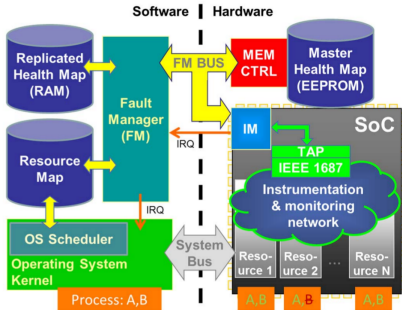 Software
Hardware
Replicated
Health Map
(RAM)
FM BUS
MEM
CTRL
Master
Health Map
(EEPROM)
Fault
Manager
(FM)
IM
SoC
IRQ
TAP
IEEE 1687
Resource
Map
Instrumentation
& monitoring
network
IRQ
OS Scheduler
Operating System
Kernel
System
Bus
Reso-
urce 1
Reso-
urce 2
...
Reso-
urce N
Process: A,B
A,B
A,B
A,B